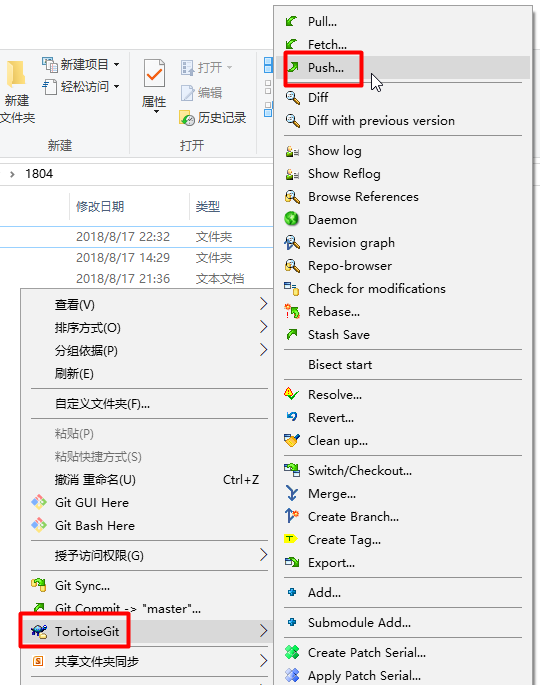 新建项目
轻松访问
新建
文件夹
新建
属性
打开
编辑
历史记录
打开
1804
修改日期
类型
2018/8/17 22:32
文件夹
2018/8/17 14:29
文件夹
2018/8/17 21:36
文本文档
查看(V)
排序方式(O)
分组依据(P)
刷新(E)
自定义文件夹(F)...
粘贴(P)
粘贴快捷方式(S)
撤消 重命名(U)
Ctrl+Z
Git GUI Here
Git Bash Here
授予访问权限(G)
Git Sync...
Git Commit -> "master"...
TortoiseGit
共享文件夹同步
Pull...
Fetch...
Push...
Diff
Diff with previous version
Show log
Show Reflog
Browse References
Daemon
Revision graph
Repo-browser
Check for modifications
Rebase...
Stash Save
Bisect start
Resolve...
Revert...
Clean up...
Switch/Checkout...
Merge...
Create Branch...
Create Tag...
Export...
Add...
Submodule Add...
Create Patch Serial...
Apply Patch Serial...